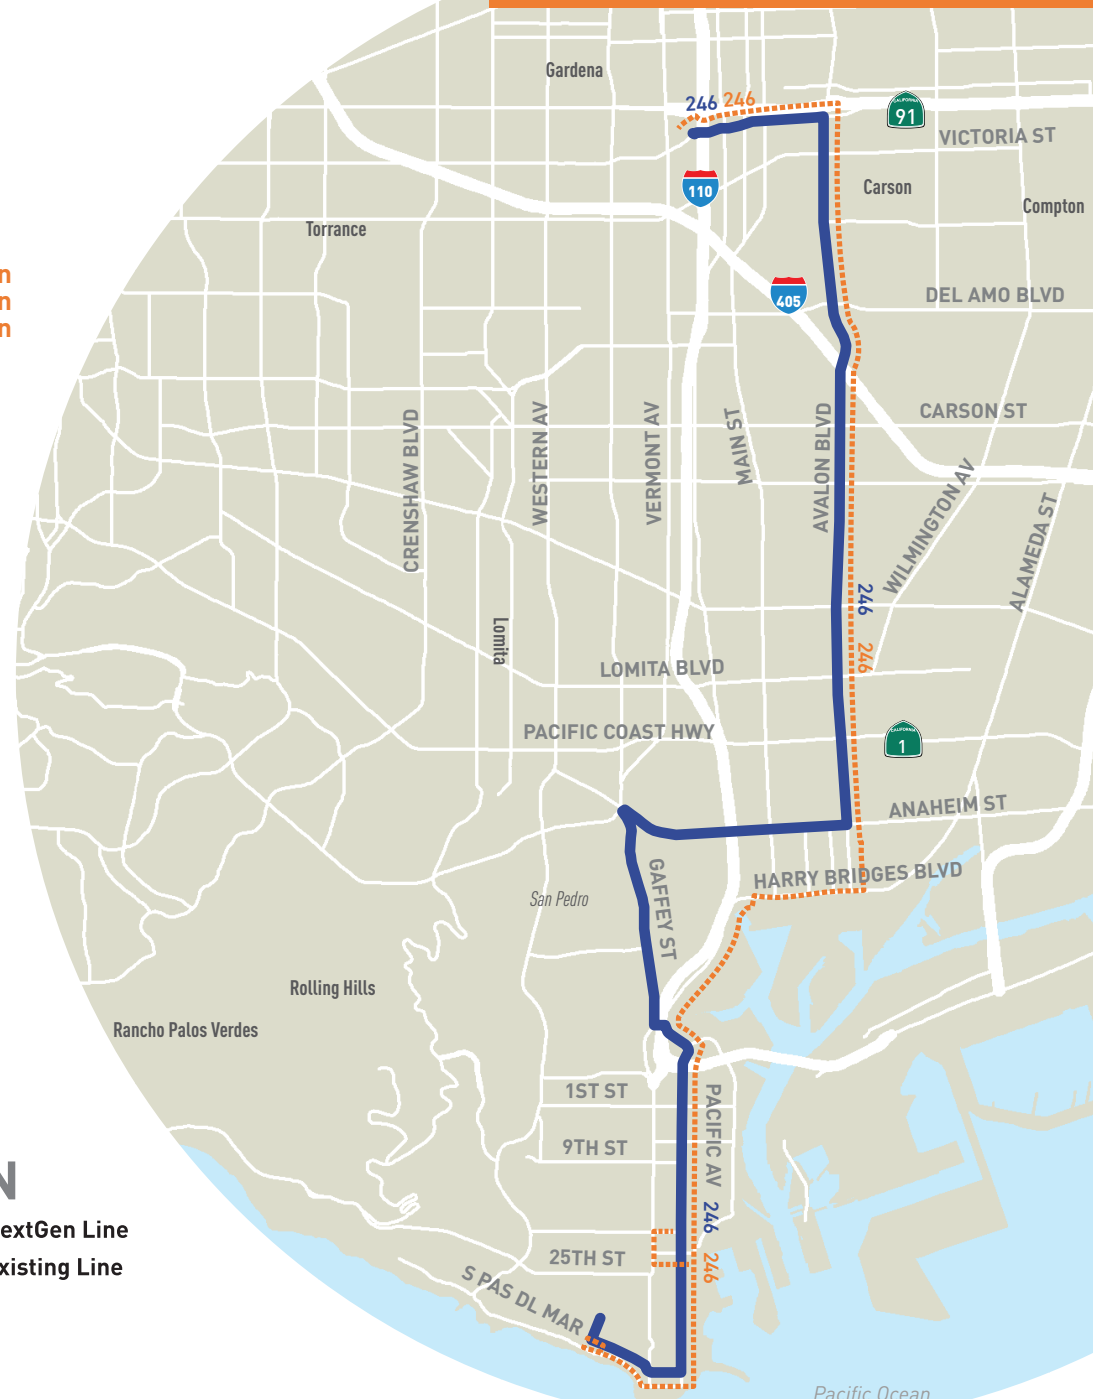 Gardena
246 246
CALIFORNIA
91
VICTORIA ST
110
Carson
Compton
Torrance
n
n
n
405
DEL AMO BLVD
CARSON ST
CRENSHAW BLVD
WESTERN AV
VERMONT AV
MAIN ST
AVALON BLVD
WILMINGTON AV
ALAMEDA ST
246
246
Lomita
LOMITA BLVD
PACIFIC COAST HWY
CALIFORNIA
1
ANAHEIM ST
HARRY BRIDGES BLVD
GAFFEY ST
San Pedro
Rolling Hills
Rancho Palos Verdes
1ST ST
PACIFIC AV
9TH ST
N
246
extGen Line
25TH ST
246
xisting Line
S PAS DL MAR
Pacific Ocean